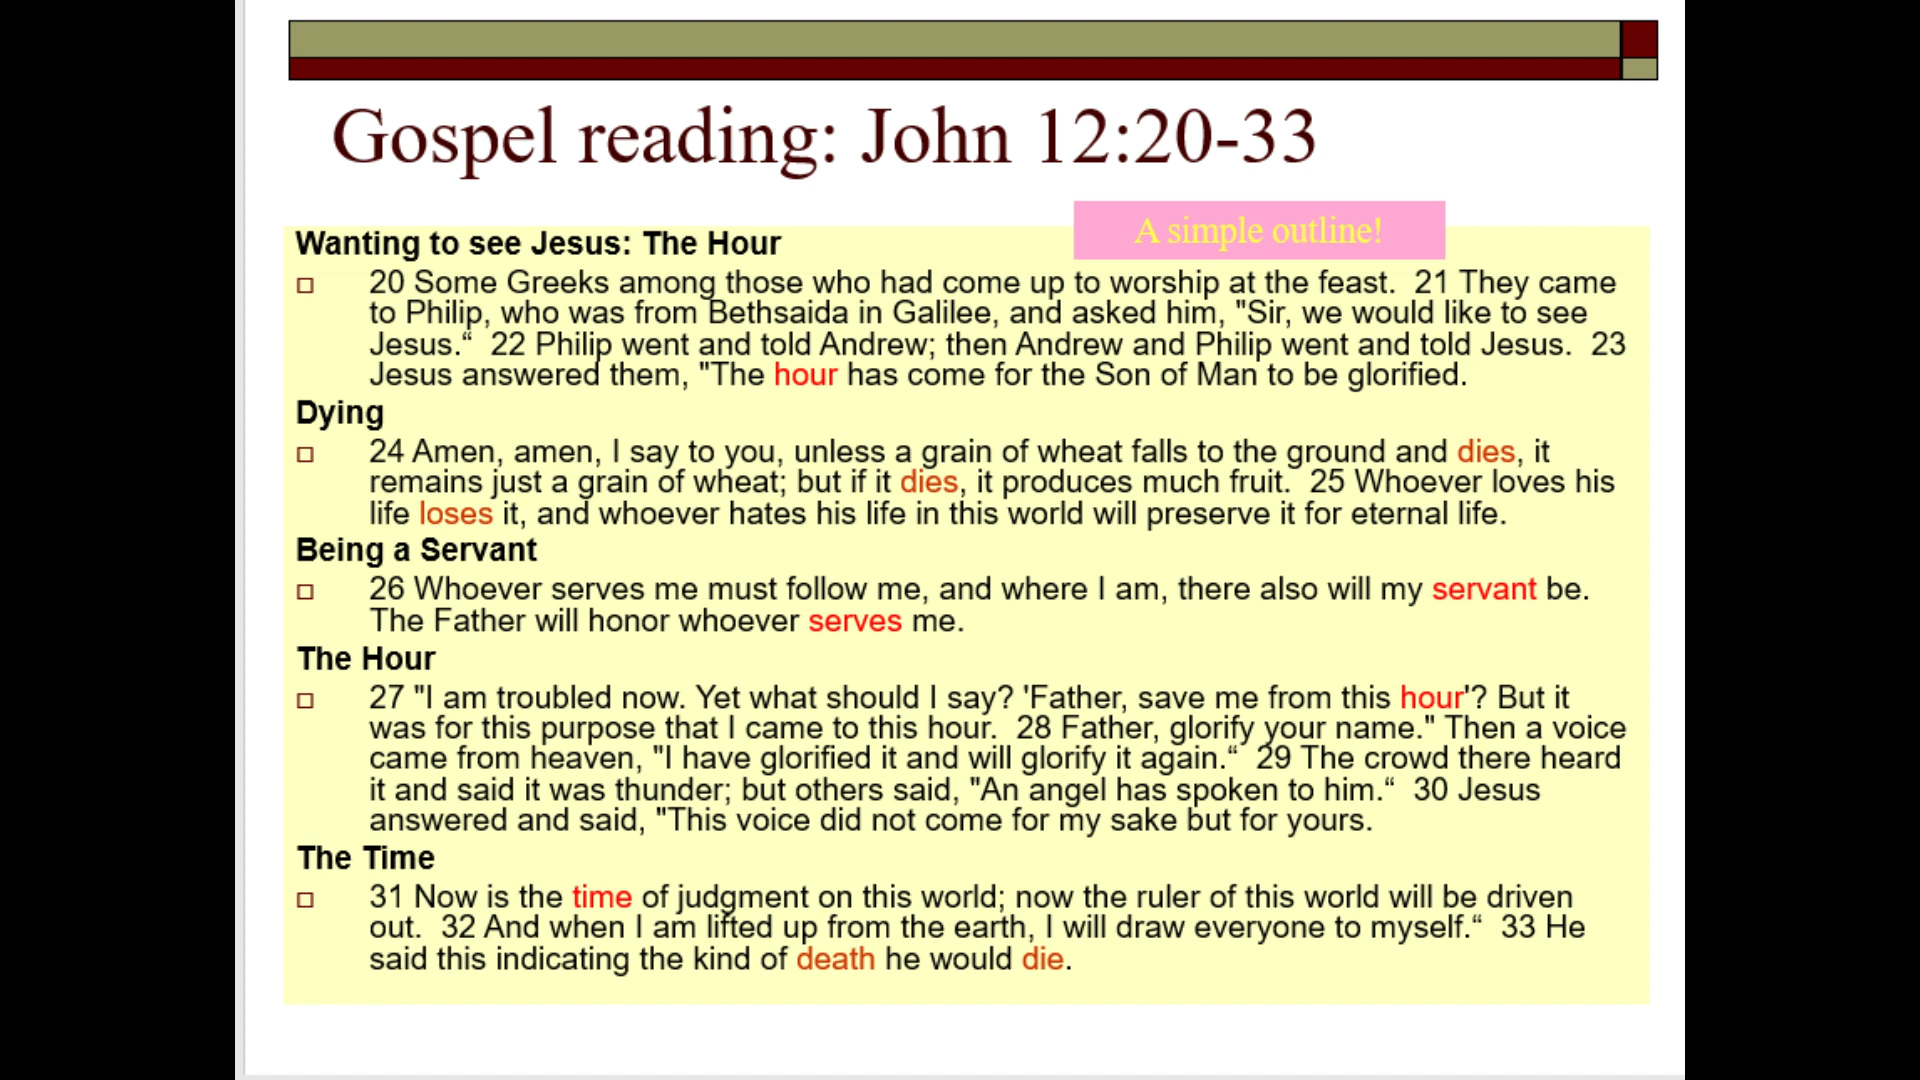 Gospel reading: John 12:20-33
A simple outline!
Wanting to see Jesus: The Hour
20 Some Greeks among those who had come up to worship at the feast. 21 They came
to Philip, who was from Bethsaida in Galilee, and asked him, "Sir, we would like to see
Jesus.“ 22 Philip went and told Andrew; then Andrew and Philip went and told Jesus. 23
Jesus answered them, "The hour has come for the Son of Man to be glorified.
Dying
24 Amen, amen, I say to you, unless a grain of wheat falls to the ground and dies, it
remains just a grain of wheat; but if it dies, it produces much fruit. 25 Whoever loves his
life loses it, and whoever hates his life in this world will preserve it for eternal life.
Being a Servant
26 Whoever serves me must follow me, and where I am, there also will my servant be.
The Father will honor whoever serves me.
The Hour
27 "I am troubled now. Yet what should I say? 'Father, save me from this hour'? But it
was for this purpose that I came to this hour. 28 Father, glorify your name." Then a voice
came from heaven, "I have glorified it and will glorify it again.“ 29 The crowd there heard
it and said it was thunder; but others said, "An angel has spoken to him.“ 30 Jesus
answered and said, "This voice did not come for my sake but for yours.
The Time
31 Now is the time of judgment on this world; now the ruler of this world will be driven
out. 32 And when I am lifted up from the earth, I will draw everyone to myself.“ 33 He
said this indicating the kind of death he would die.